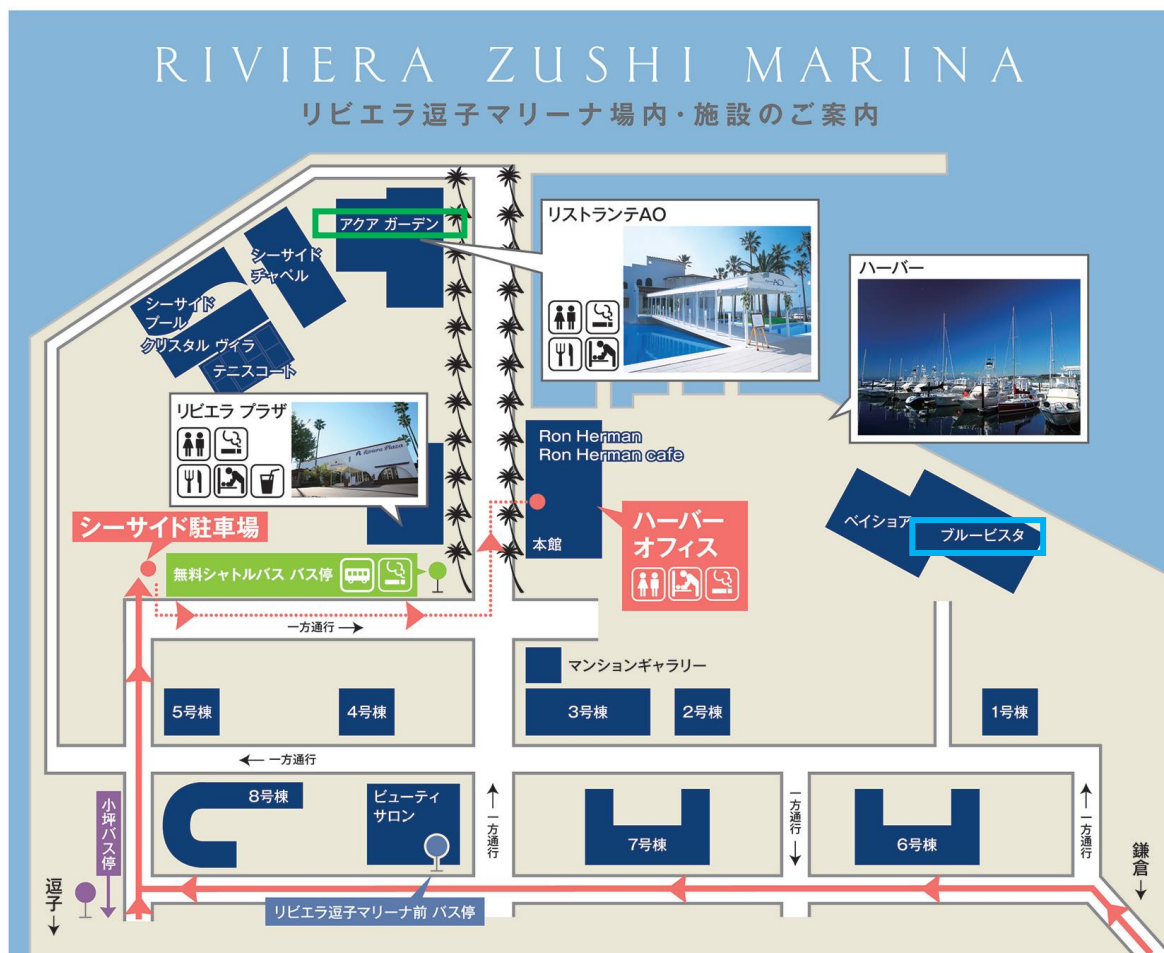 RIVIERA ZUSHI MARINA
リビエラ逗子マリーナ場内・施設のご案内
アクア ガーデン
リストランテAO
シーサイド
チャペル
ハーバー
シーサイド
プール
クリスタル ヴィラ
テニスコート
リビエラ プラザ
Riviera Plaza
Ron Herman
Ron Herman cafe
本館
ハーバー
オフィス
ベイショア
ブルービスタ
シーサイド駐車場
無料シャトルバス バス停
一方通行
マンションギャラリー
5号棟
4号棟
3号棟
2号棟
1号棟
一方通行
8号棟
ビューティ
サロン
一方通行
7号棟
一方通行
6号棟
一方通行
小坪バス停
逗子
鎌倉
リビエラ逗子マリーナ前 バス停